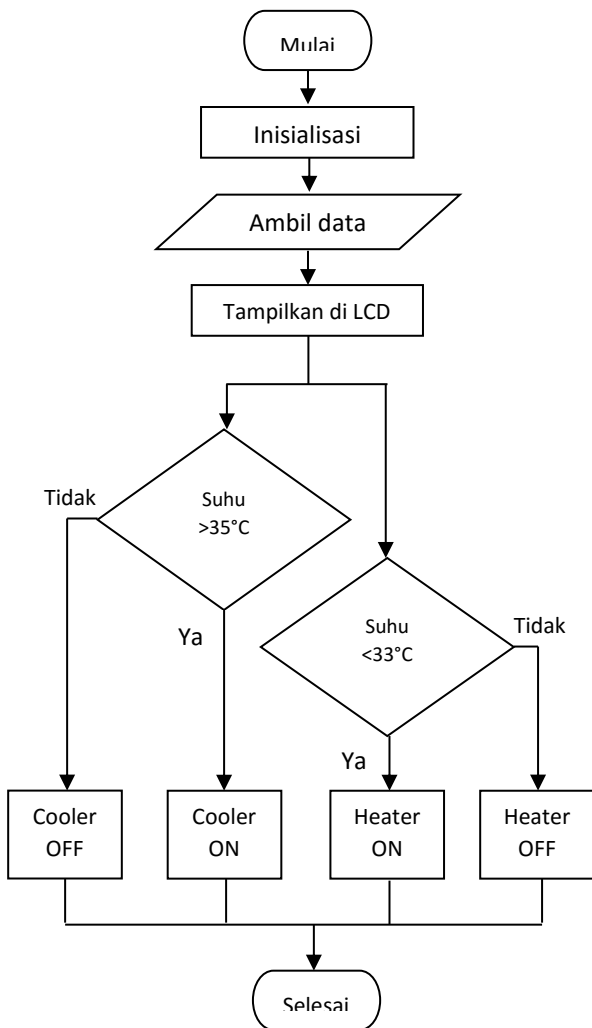 Mulai
Inisialisasi
Ambil data
Tampilkan di LCD
Tidak
Suhu
>35°C
Ya
Suhu
<33°C
Tidak
Ya
Cooler
OFF
Cooler
ON
Heater
ON
Heater
OFF
Selesai